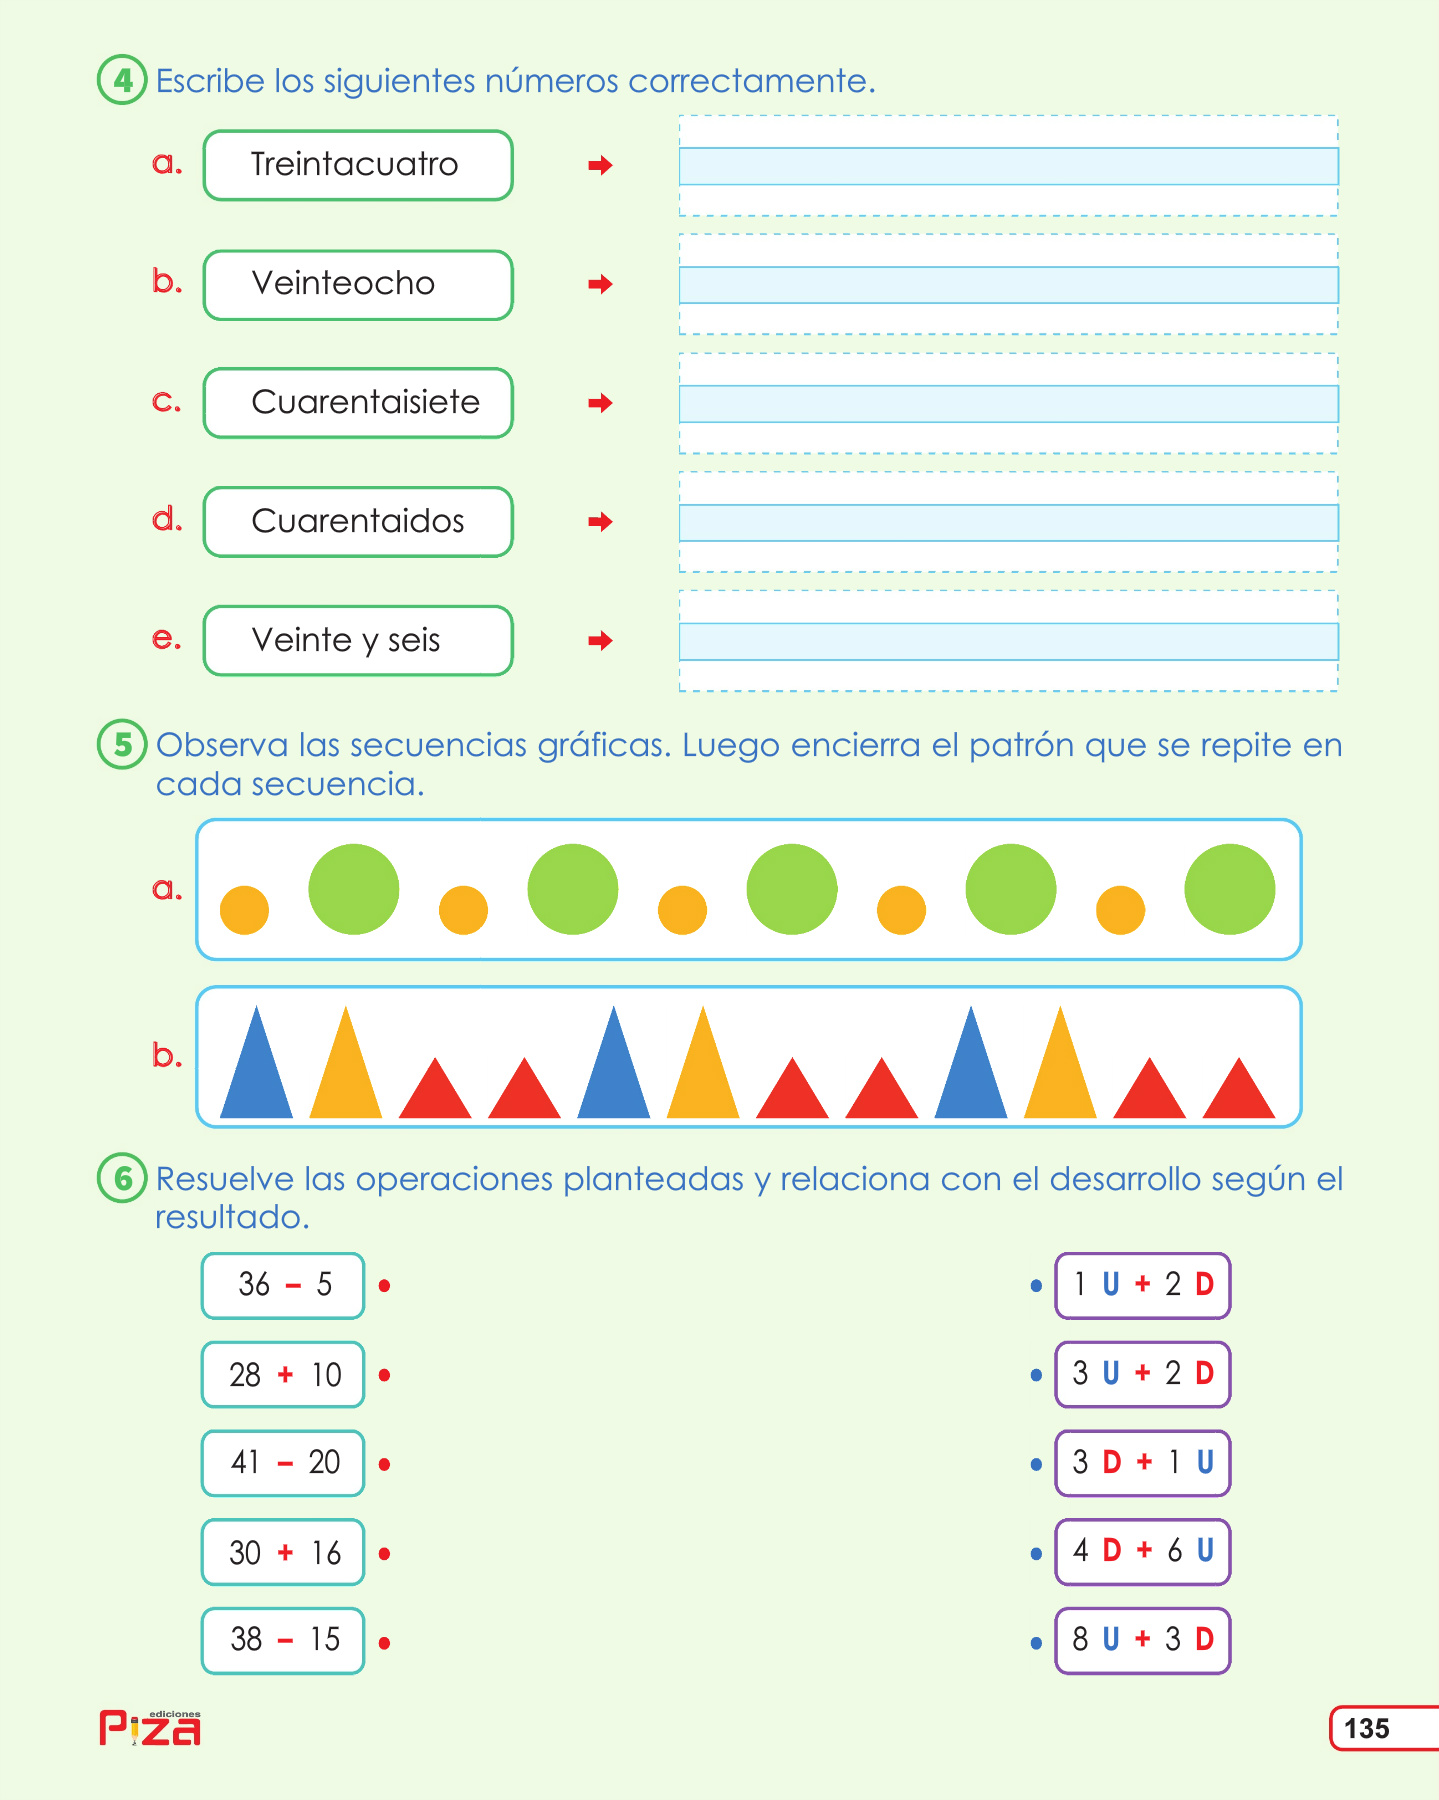 4 Escribe los siguientes números correctamente.
a. Treintacuatro
b. Veinteocho
c. Cuarentaisiete
d. Cuarentaidos
e. Veinte y seis
5 Observa las secuencias gráficas. Luego encierra el patrón que se repite en
cada secuencia.
a.
b.
6 Resuelve las operaciones planteadas y relaciona con el desarrollo según el
resultado.
36 – 5 1 U + 2 D
28 + 10 3 U + 2 D
41 – 20 3 D + 1 U
30 + 16 4 D + 6 U
38 – 15 8 U + 3 D
ediciones
Piza
135